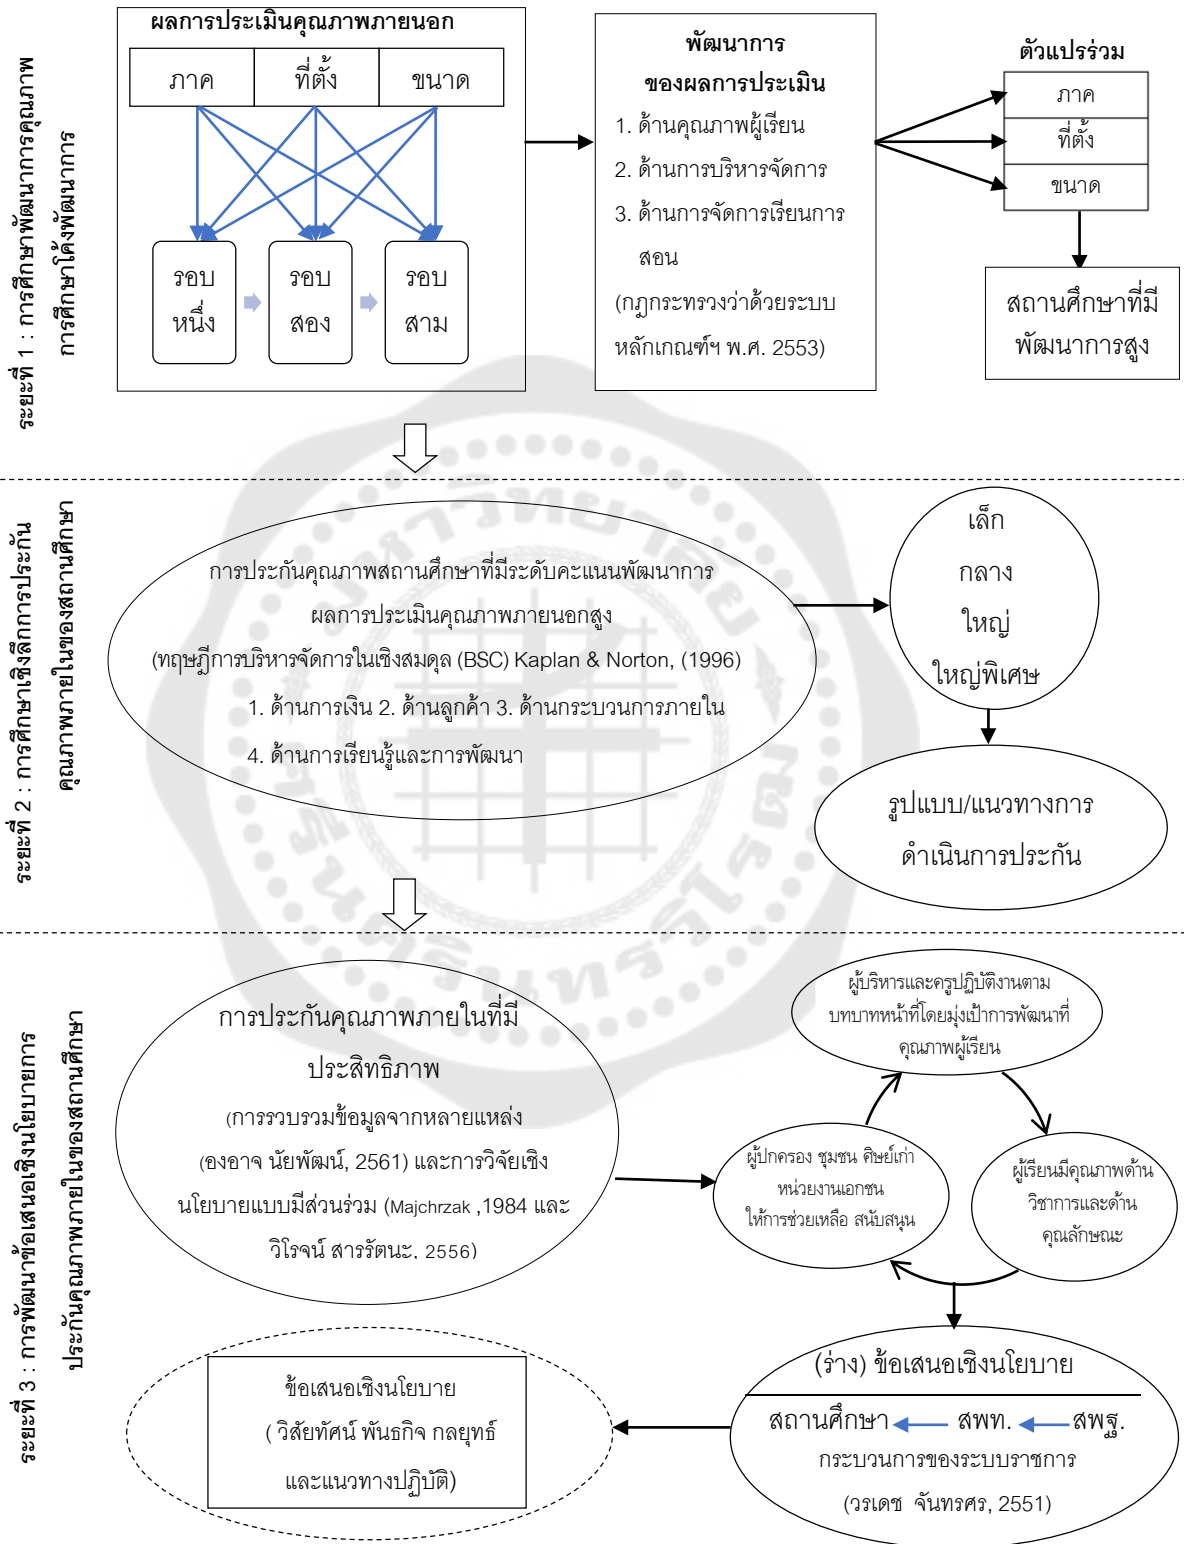 ระยะที่ 1 : การศึกษาพัฒนาการคุณภาพ
การศึกษาโค้งพัฒนาการ
ผลการประเมินคุณภาพภายนอก
ภาค ที่ตั้ง ขนาด
รอบ
หนึ่ง
รอบ
สอง
รอบ
สาม
พัฒนาการ
ของผลการประเมิน
1. ด้านคุณภาพผู้เรียน
2. ด้านการบริหารจัดการ
3. ด้านการจัดการเรียนการ
สอน
(กฎกระทรวงว่าด้วยระบบ
หลักเกณฑ์ฯ พ.ศ. 2553)
ตัวแปรร่วม
ภาค
ที่ตั้ง
ขนาด
สถานศึกษาที่มี
พัฒนาการสูง
ระยะที่ 2 : การศึกษาเชิงลึกการประกัน
คุณภาพภายในของสถานศึกษา
การประกันคุณภาพสถานศึกษาที่มีระดับคะแนนพัฒนาการ
ผลการประเมินคุณภาพภายนอกสูง
(ทฤษฎีการบริหารจัดการในเชิงสมดุล (BSC) Kaplan & Norton, (1996)
1. ด้านการเงิน 2. ด้านลูกค้า 3. ด้านกระบวนการภายใน
4. ด้านการเรียนรู้และการพัฒนา
เล็ก
กลาง
ใหญ่
ใหญ่พิเศษ
รูปแบบ/แนวทางการ
ดำเนินการประกัน
มหาวิทยาลัย
ศรีนครินทรวิโรฒ
ระยะที่ 3 : การพัฒนาข้อเสนอเชิงนโยบายการ
ประกันคุณภาพภายในของสถานศึกษา
การประกันคุณภาพภายในที่มี
ประสิทธิภาพ
(การรวบรวมข้อมูลจากหลายแหล่ง
(องอาจ นัยพัฒน์, 2561) และการวิจัยเชิง
นโยบายแบบมีส่วนร่วม (Majchrzak ,1984 และ
วิโรจน์ สารรัตนะ, 2556)
ผู้บริหารและครูปฏิบัติงานตาม
บทบาทหน้าที่โดยมุ่งเป้าการพัฒนาที่
คุณภาพผู้เรียน
ผู้ปกครอง ชุมชน ศิษย์เก่า
หน่วยงานเอกชน
ให้การช่วยเหลือ สนับสนุน
ผู้เรียนมีคุณภาพด้าน
วิชาการและด้าน
คุณลักษณะ
(ร่าง) ข้อเสนอเชิงนโยบาย
สถานศึกษา สพท. สพฐ.
กระบวนการของระบบราชการ
(วรเดช จันทรศร, 2551)
ข้อเสนอเชิงนโยบาย
( วิสัยทัศน์ พันธกิจ กลยุทธ์
และแนวทางปฏิบัติ)